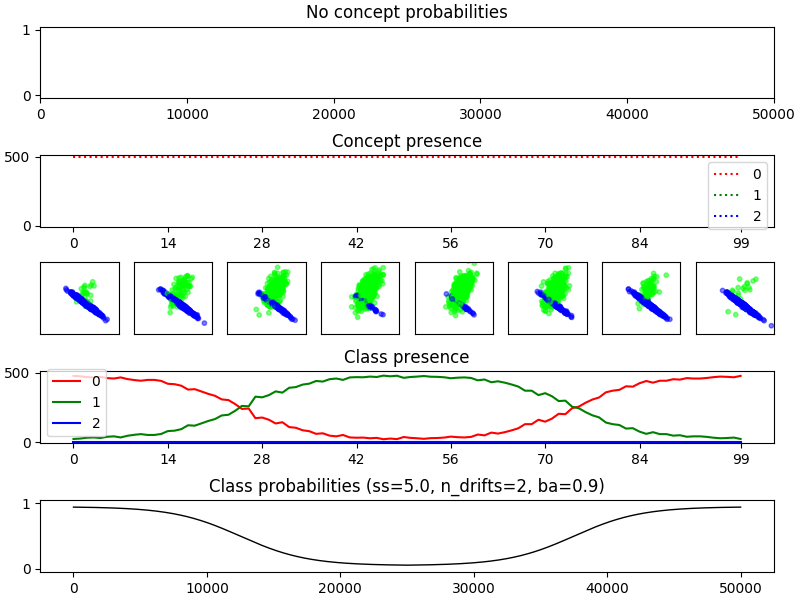 No concept probabilities
1
0
0 10000 20000 30000 40000 50000
Concept presence
500
0
0
1
2
0 14 28 42 56 70 84 99
Class presence
500
0
0
1
2
0 14 28 42 56 70 84 99
Class probabilities (ss=5.0, n_drifts=2, ba=0.9)
1
0
0 10000 20000 30000 40000 50000